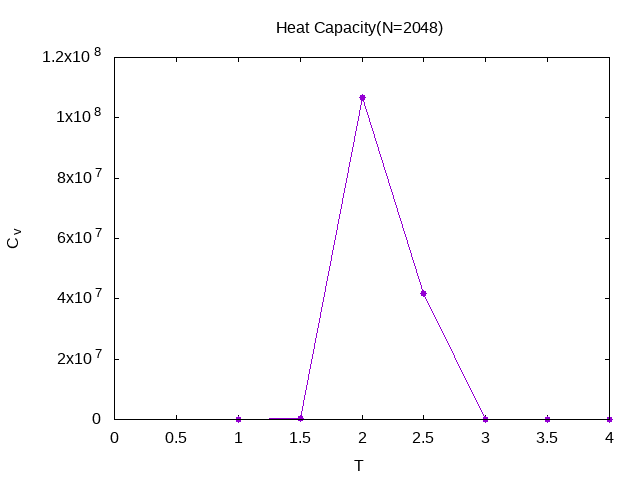 Heat Capacity(N=2048)
1.2x10^8
1x10^8
8x10^7
6x10^7
4x10^7
2x10^7
0
C_v
0 0.5 1 1.5 2 2.5 3 3.5 4
T